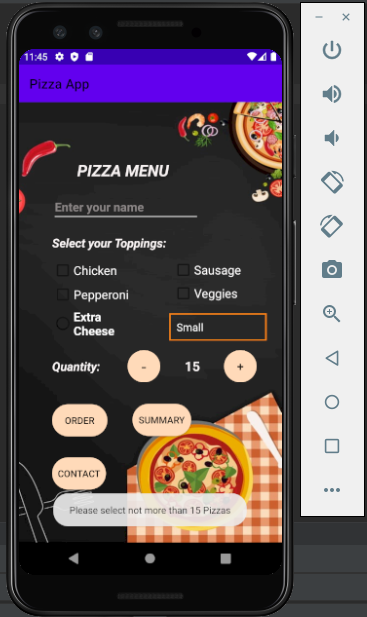 11:45
Pizza App
PIZZA MENU
Enter your name
Select your Toppings:
Chicken Sausage
Pepperoni Veggies
Extra
Cheese
Small
Quantity: - 15 +
ORDER SUMMARY
CONTACT
Please select not more than 15 Pizzas